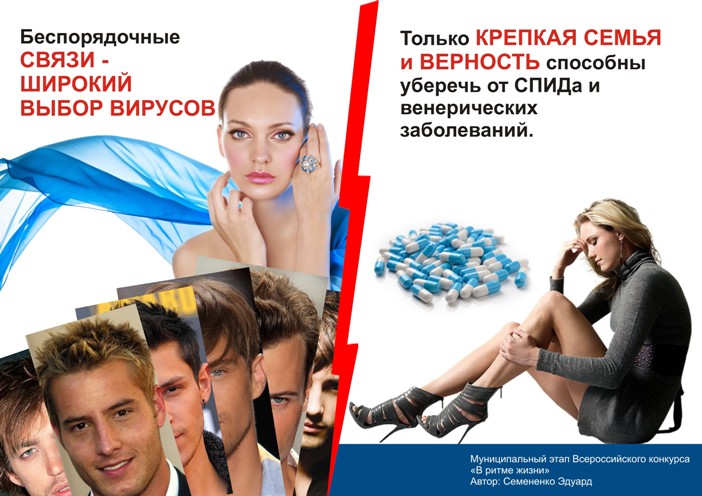 Беспорядочные
СВЯЗИ -
ШИРОКИЙ
ВЫБОР ВИРУСОВ
Только КРЕПКАЯ СЕМЬЯ
и ВЕРНОСТЬ способны
уберечь от СПИДа и
венерических
заболеваний.
Муниципальный этап Всероссийского конкурса
«В ритме жизни»
Автор: Семененко Эдуард